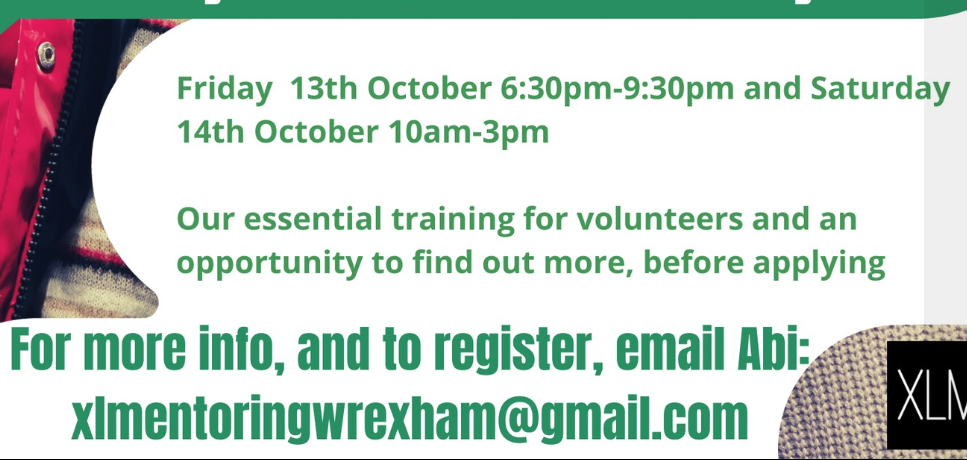 Friday  13th October 6:30pm-9:30pm and Saturday
14th October 10am-3pm
Our essential training for volunteers and an
opportunity to find out more, before applying
For more info, and to register, email Abi:
xlmentoringwrexham@gmail.com
XLM